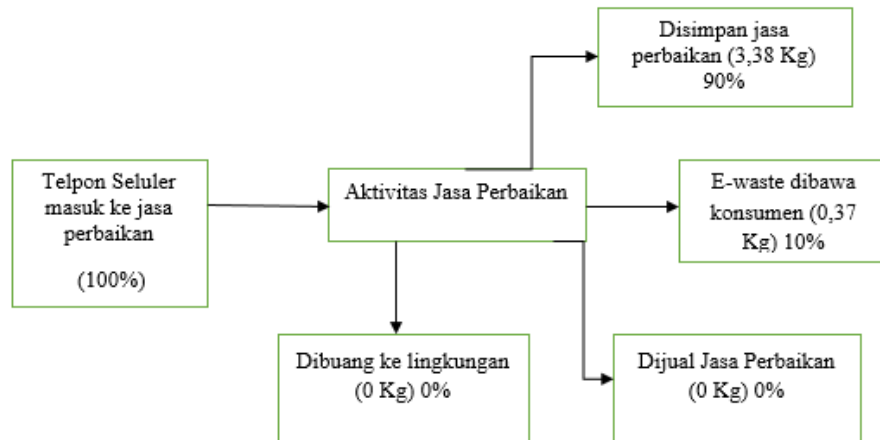 Disimpan jasa
perbaikan (3,38 Kg)
90%
Telpon Seluler
masuk ke jasa
perbaikan
(100%)
Aktivitas Jasa Perbaikan
E-waste dibawa
konsumen (0,37
Kg) 10%
Dibuang ke lingkungan
(0 Kg) 0%
Dijual Jasa Perbaikan
(0 Kg) 0%